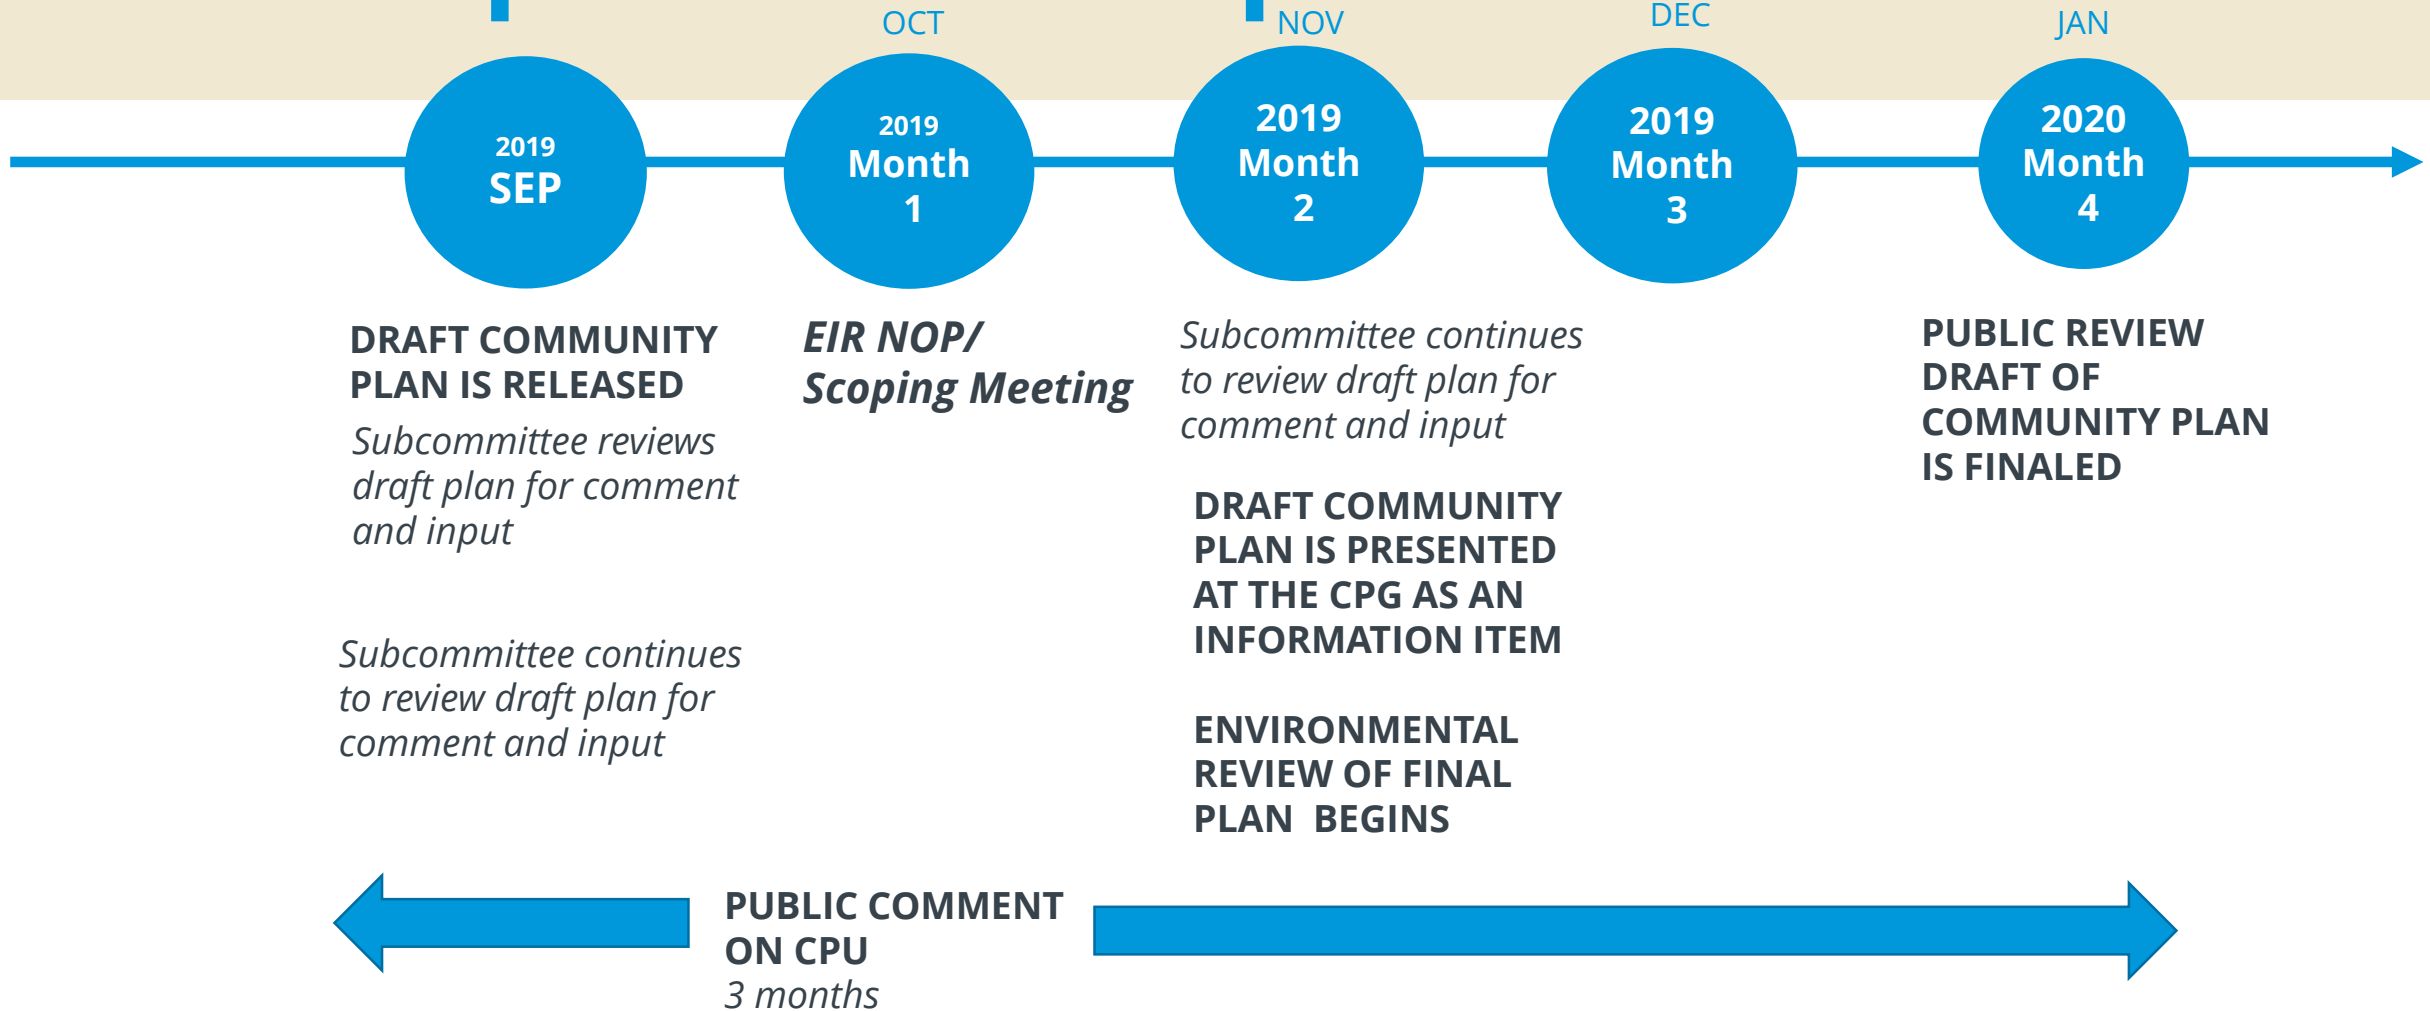 OCT
NOV
DEC
JAN
2019
SEP
2019
Month
1
2019
Month
2
2019
Month
3
2020
Month
4
DRAFT COMMUNITY
PLAN IS RELEASED
Subcommittee reviews
draft plan for comment
and input
Subcommittee continues
to review draft plan for
comment and input
EIR NOP/
Scoping Meeting
Subcommittee continues
to review draft plan for
comment and input
DRAFT COMMUNITY
PLAN IS PRESENTED
AT THE CPG AS AN
INFORMATION ITEM
ENVIRONMENTAL
REVIEW OF FINAL
PLAN  BEGINS
PUBLIC REVIEW
DRAFT OF
COMMUNITY PLAN
IS FINALED
PUBLIC COMMENT
ON CPU
3 months